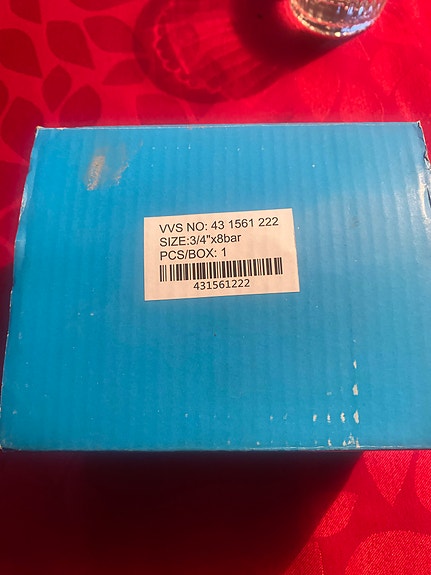 VVS NO: 43 1561 222
SIZE:3/4"x8bar
PCS/BOX: 1
431561222